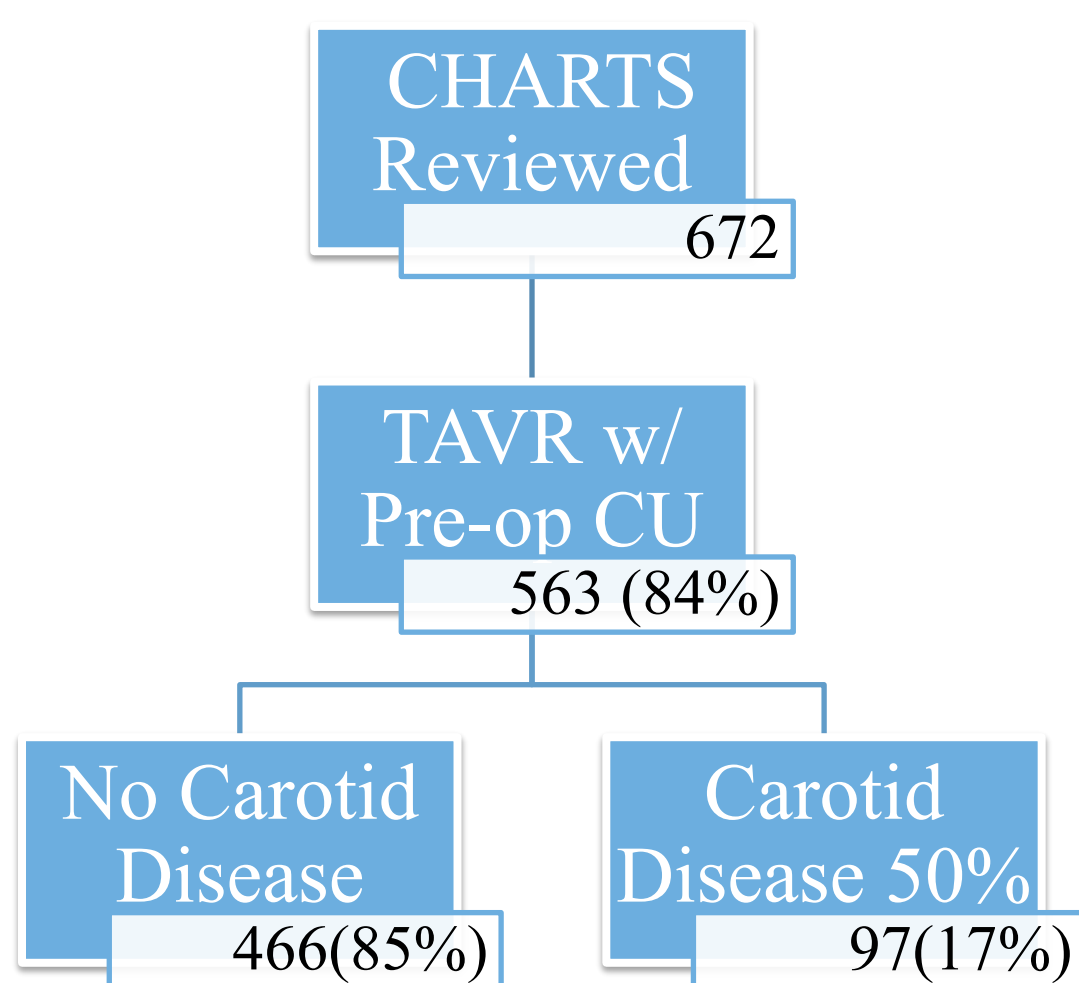 CHARTS
Reviewed
672
TAVR w/
Pre-op CU
563 (84%)
No Carotid
Disease
466(85%)
Carotid
Disease 50%
97(17%)